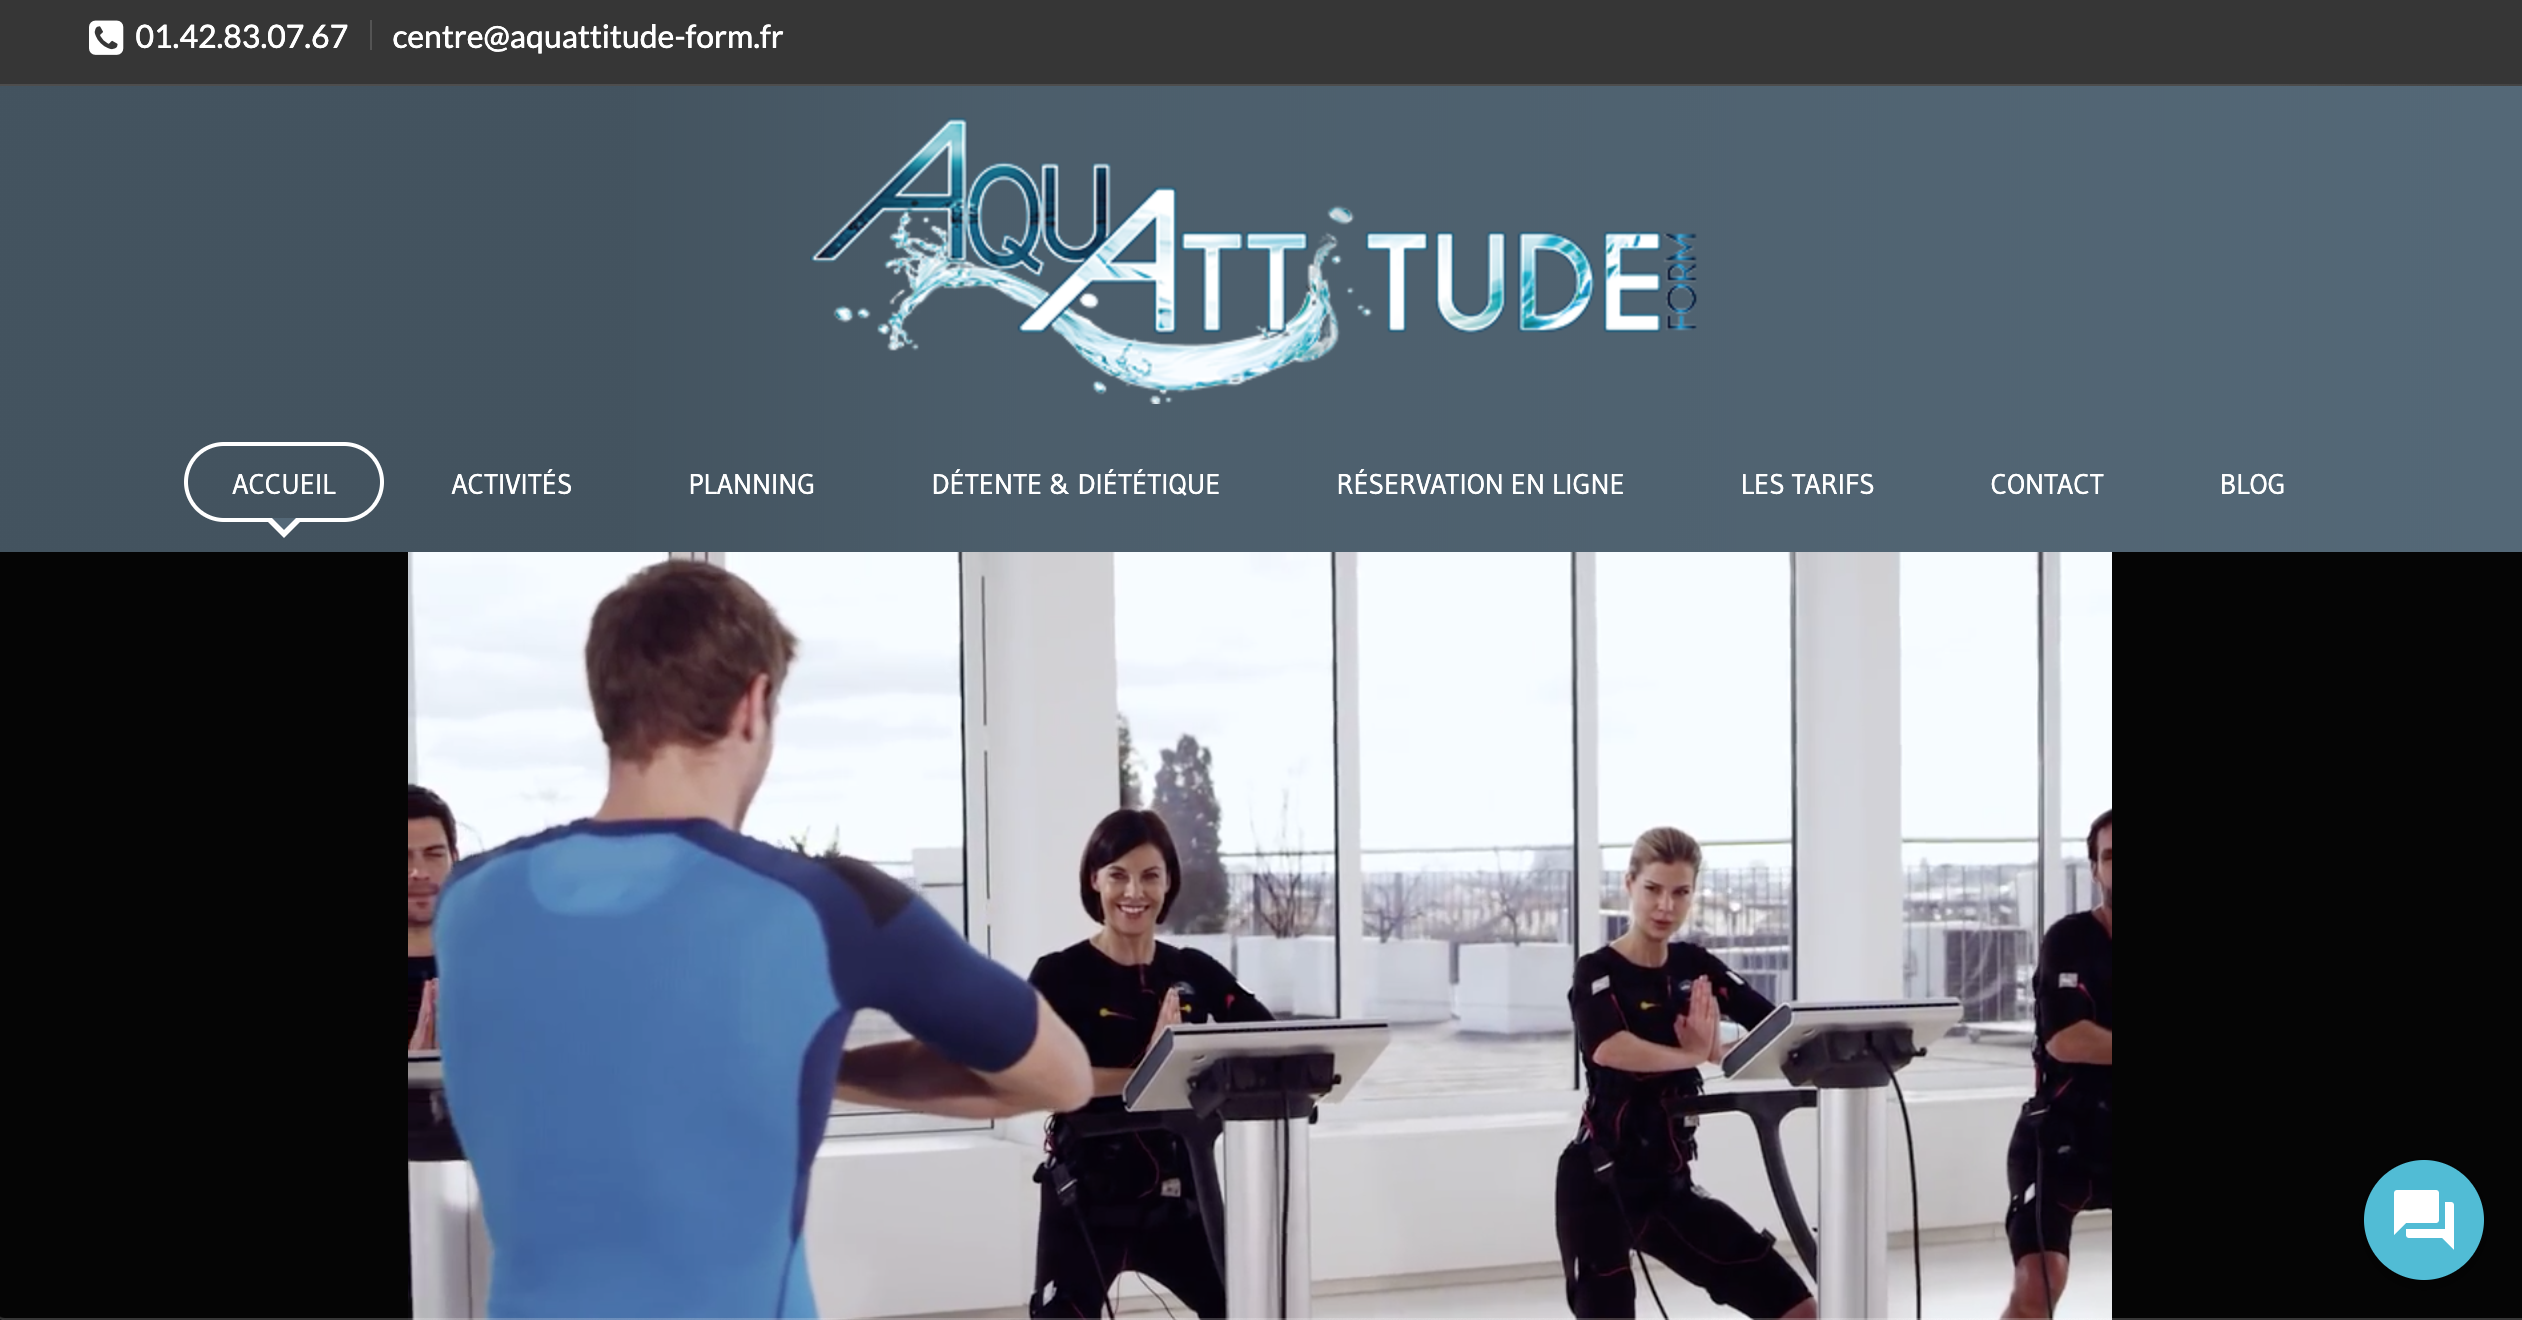 01.42.83.07.67 centre@aquattitude-form.fr
AQUATTITUDE FORM
ACCUEIL ACTIVITÉS PLANNING DÉTENTE & DIÉTÉTIQUE RÉSERVATION EN LIGNE LES TARIFS CONTACT BLOG